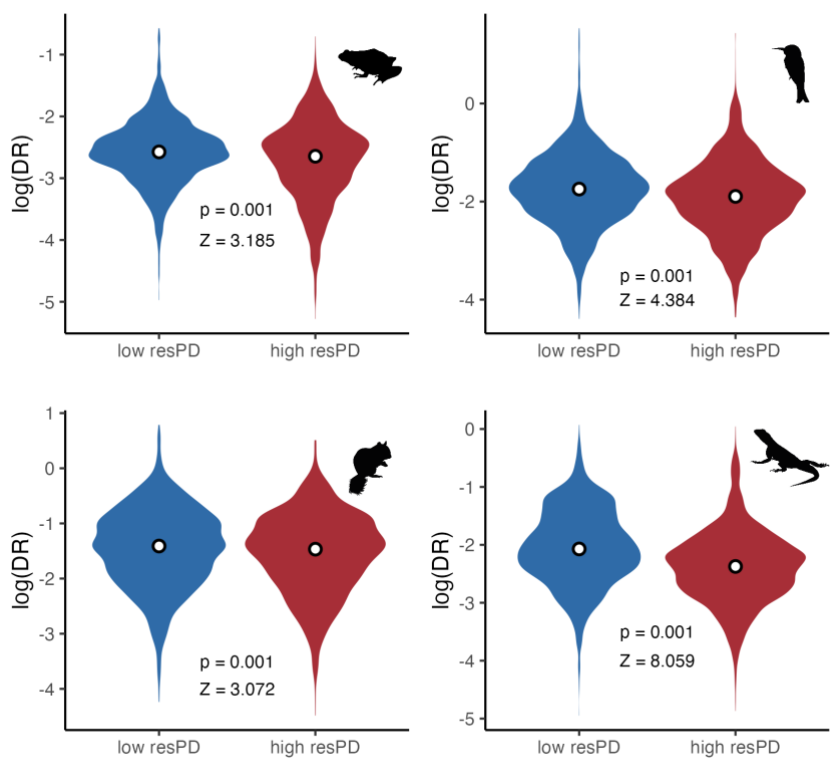 log(DR)
-1
-2
-3
-4
-5
p = 0.001
Z = 3.185
low resPD
high resPD
log(DR)
0
-2
-4
p = 0.001
Z = 4.384
low resPD
high resPD
log(DR)
1
0
-1
-2
-3
-4
p = 0.001
Z = 3.072
low resPD
high resPD
log(DR)
0
-1
-2
-3
-4
-5
p = 0.001
Z = 8.059
low resPD
high resPD